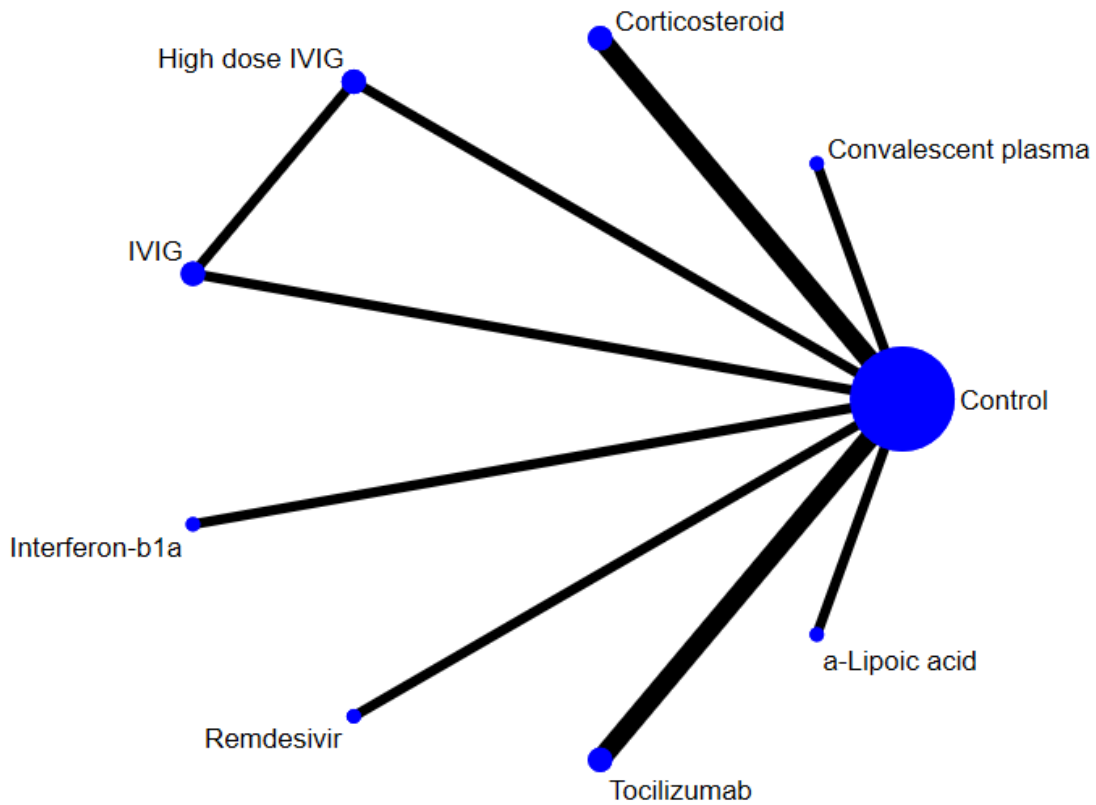 Corticosteroid
High dose IVIG
Convalescent plasma
IVIG
Control
Interferon-b1a
a-Lipoic acid
Remdesivir
Tocilizumab